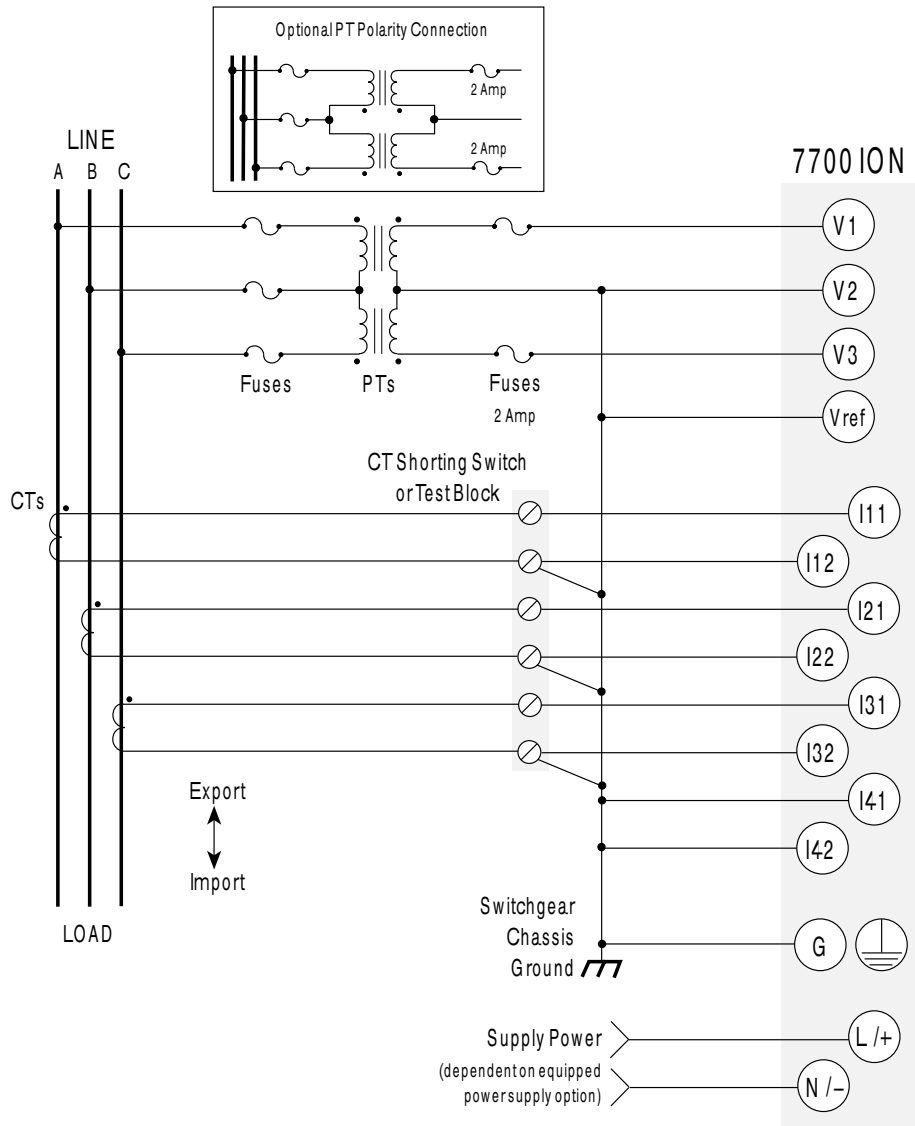 Optional PT Polarity Connection
2 Amp
2 Amp
LINE
A B C
7700 ION
V1
V2
V3
Fuses PTs Fuses
2 Amp
Vref
CT Shorting Switch
or Test Block
CTs
I11
I12
I21
I22
I31
I32
Export
Import
I41
I42
LOAD
Switchgear
Chassis
Ground
G
Supply Power
(dependent on equipped
power supply option)
L /+
N /–